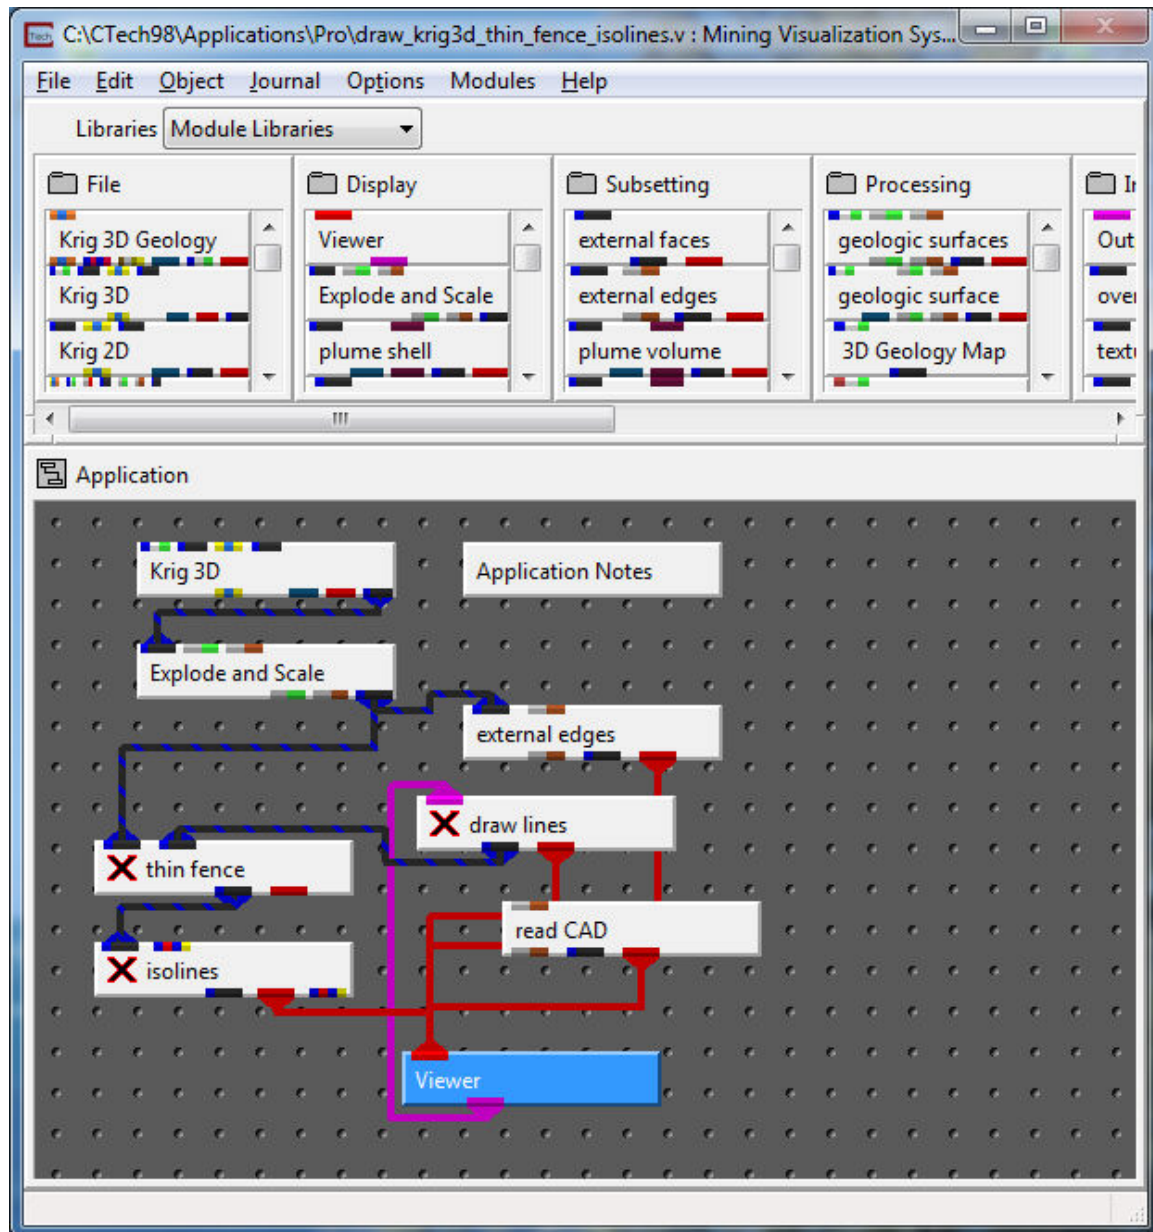 Tech C:\CTech98\Applications\Pro\draw_krig3d_thin_fence_isolines.v : Mining Visualization Sys...
File Edit Object Journal Options Modules Help
Libraries Module Libraries
File Display Subsetting Processing
Krig 3D Geology Viewer external faces geologic surfaces Out
Krig 3D Explode and Scale external edges geologic surface
Krig 2D plume shell plume volume 3D Geology Map
Application
Krig 3D Application Notes
Explode and Scale
external edges
draw lines
thin fence
read CAD
isolines
Viewer